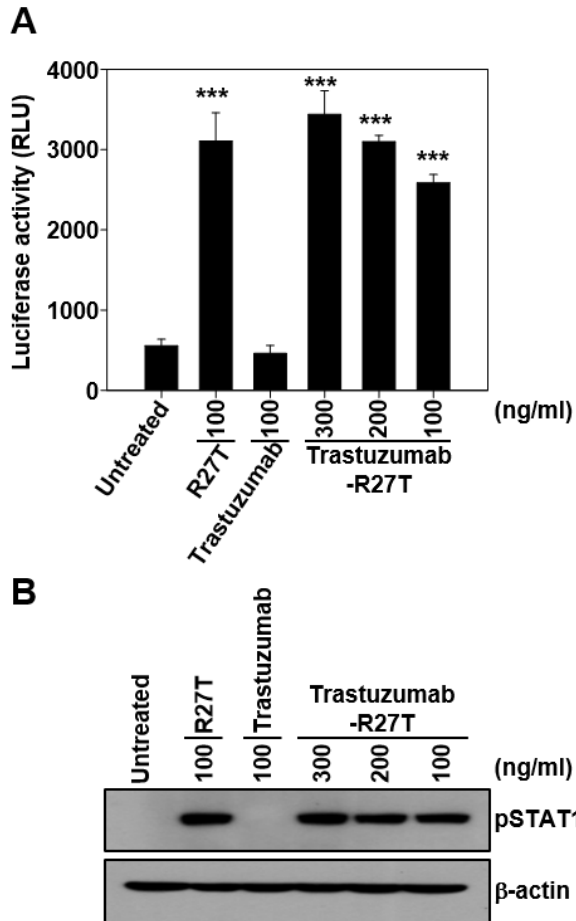 A
Luciferase activity (RLU)
4000
3000
2000
1000
0
***
***
***
***
Untreated
100
R27T
100
Trastuzumab
300
200
100
(ng/ml)
Trastuzumab
-R27T
B
Untreated
R27T
100
Trastuzumab
100
Trastuzumab
-R27T
300
200
100
(ng/ml)
pSTAT1
β-actin